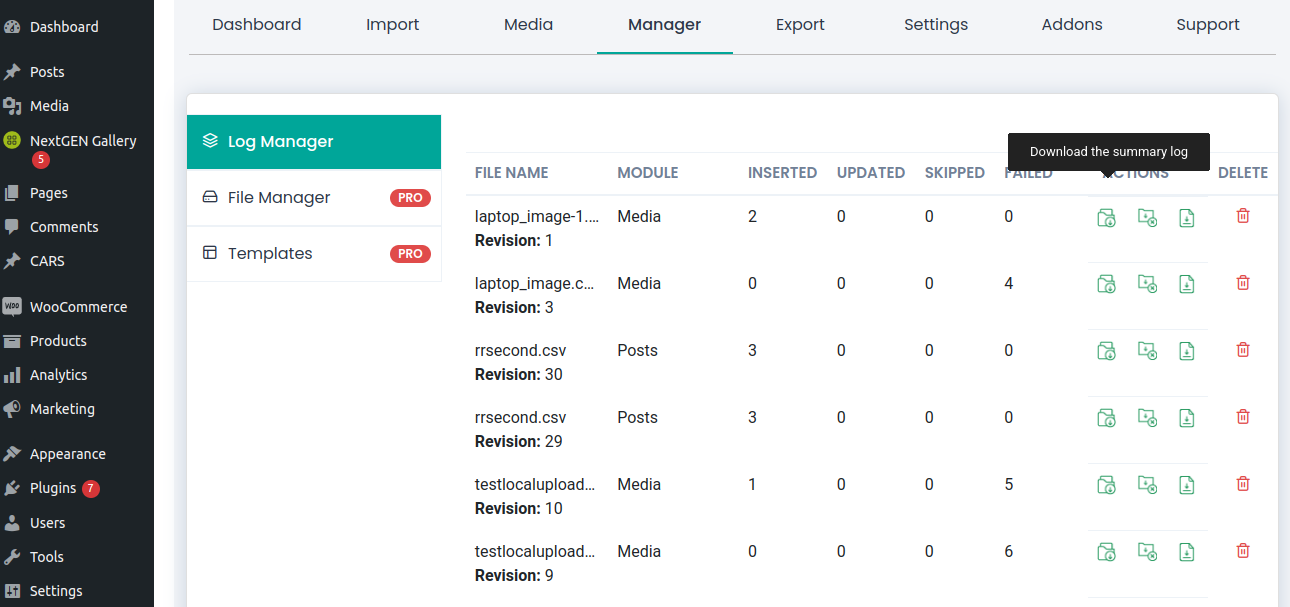 Dashboard
Posts
Media
NextGEN Gallery
5
Pages
Comments
CARS
WOO
WooCommerce
Products
Analytics
Marketing
Appearance
Plugins 7
Users
Tools
Settings
Dashboard Import Media Manager Export Settings Addons Support
Log Manager
File Manager PRO
Templates PRO
Download the summary log
FILE NAME MODULE INSERTED UPDATED SKIPPED FAILED ACTIONS DELETE
laptop_image-1.... Media 2 0 0 0
Revision: 1
laptop_image.c... Media 0 0 0 4
Revision: 3
rrsecond.csv Posts 3 0 0 0
Revision: 30
rrsecond.csv Posts 3 0 0 0
Revision: 29
testlocalupload... Media 1 0 0 5
Revision: 10
testlocalupload... Media 0 0 0 6
Revision: 9